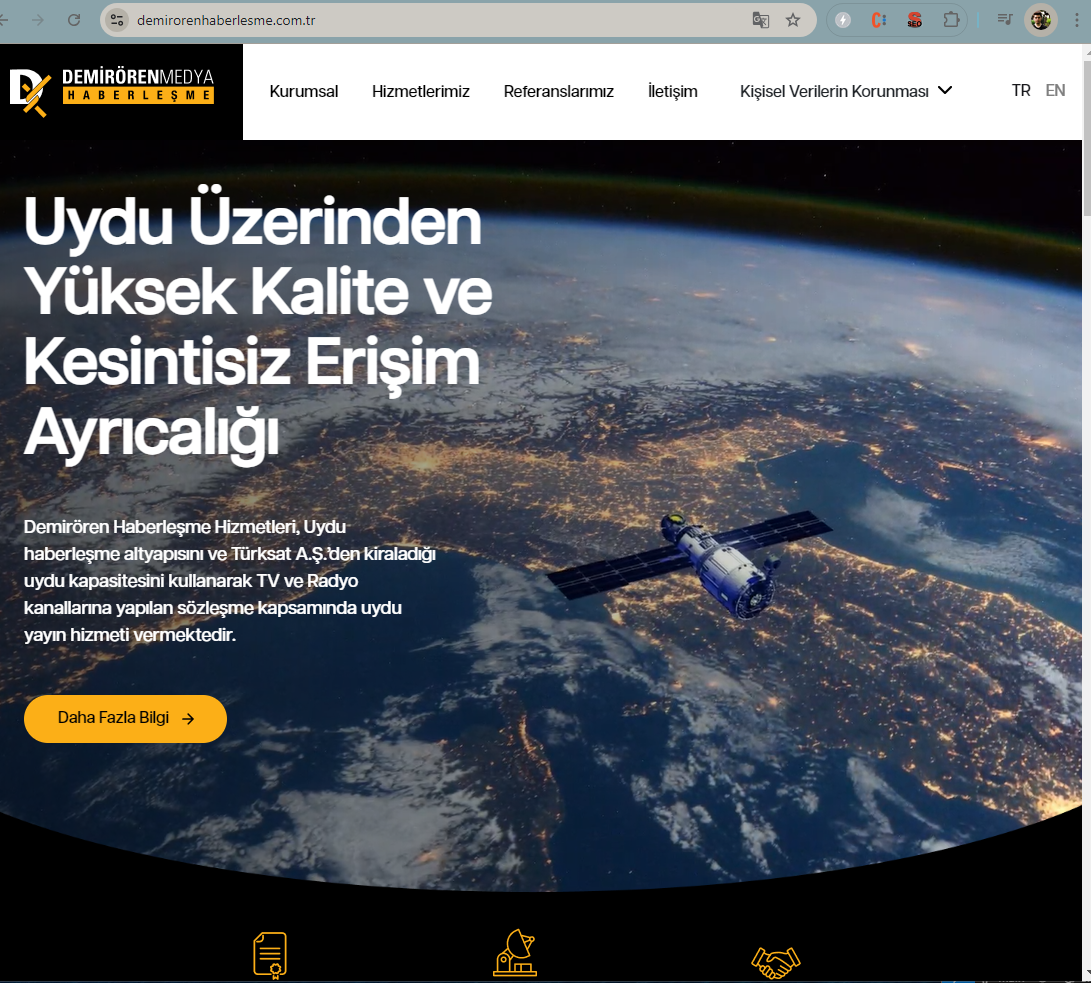 demirorenhaberlesme.com.tr
SEO
DEMİRÖRENMEDYA
HABERLEŞME
Kurumsal Hizmetlerimiz Referanslarımız İletişim Kişisel Verilerin Korunması TR EN
Uydu Üzerinden
Yüksek Kalite ve
Kesintisiz Erişim
Ayrıcalığı
Demirören Haberleşme Hizmetleri, Uydu
haberleşme altyapısını ve Türksat A.Ş.'den kiraladığı
uydu kapasitesini kullanarak TV ve Radyo
kanallarına yapılan sözleşme kapsamında uydu
yayın hizmeti vermektedir.
Daha Fazla Bilgi →